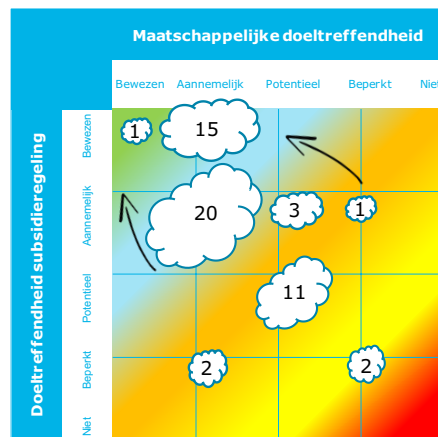 Maatschappelijke doeltreffendheid
Bewezen Aannemelijk Potentieel Beperkt Niet
Doeltreffendheid subsidieregeling
Bewezen
Aannemelijk
Potentieel
Beperkt
Niet
1 15
20 3 1
11
2 2